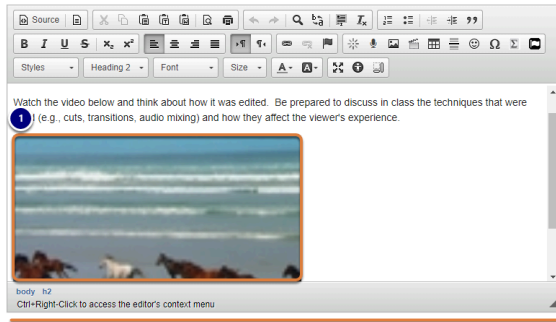 Source
B I U S x₂ x²
Styles Heading 2 Font Size A A
Watch the video below and think about how it was edited. Be prepared to discuss in class the techniques that were
1 (e.g., cuts, transitions, audio mixing) and how they affect the viewer's experience.
body h2
Ctrl+Right-Click to access the editor's context menu